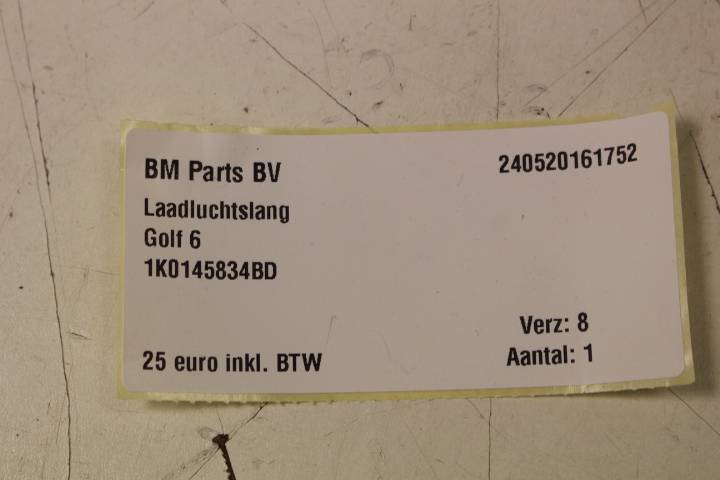 BM Parts BV
240520161752
Laadluchtslang
Golf 6
1K0145834BD
Verz: 8
25 euro inkl. BTW
Aantal: 1